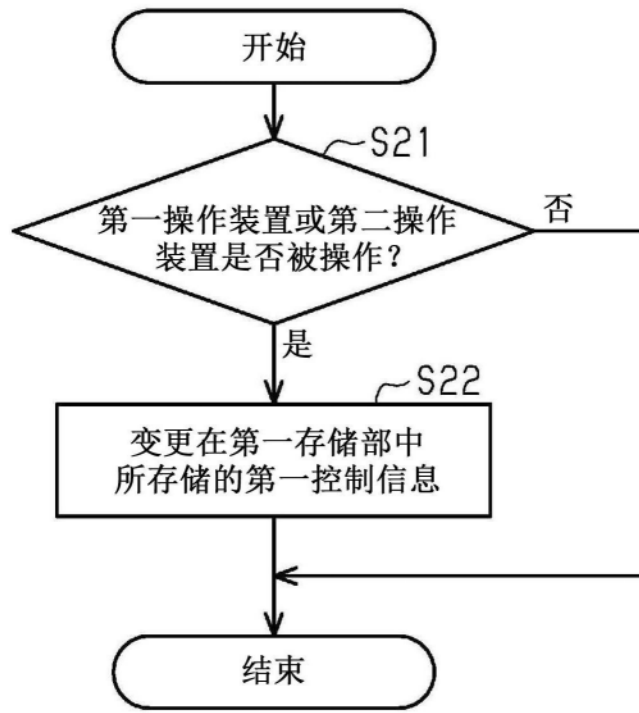 开始
S21
第一操作装置或第二操作
装置是否被操作？
否
是
S22
变更在第一存储部中
所存储的第一控制信息
结束